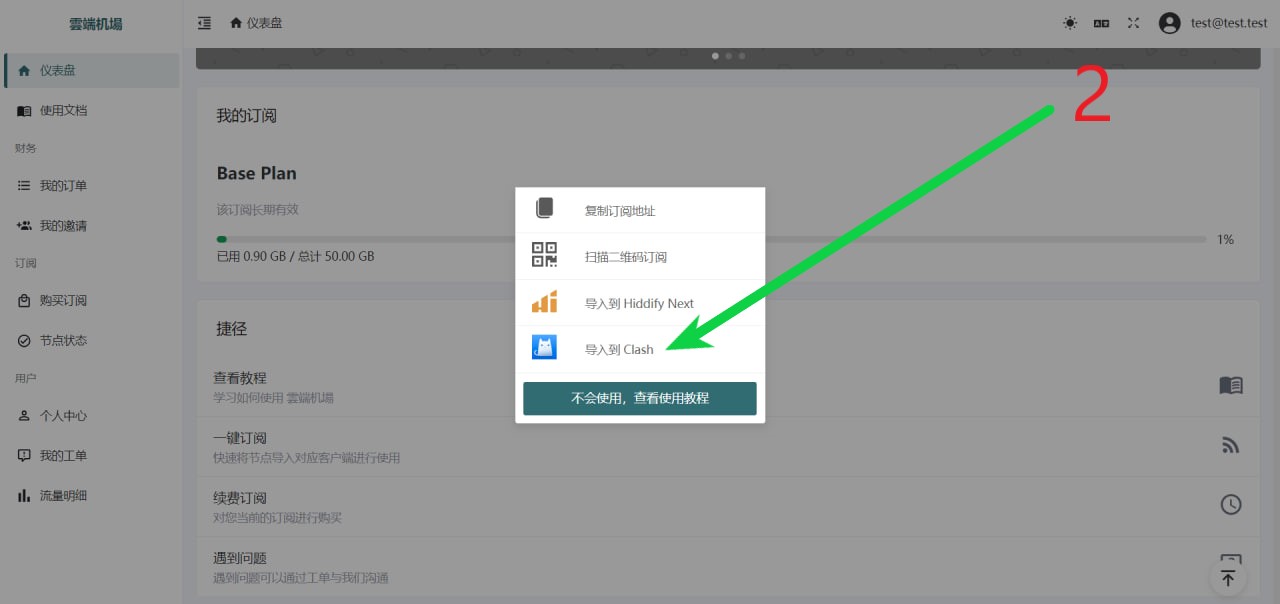 雲端机場
仪表盘
test@test.test
仪表盘
使用文档
财务
我的订单
我的邀请
订阅
购买订阅
节点状态
用户
个人中心
我的工单
流量明细
2
我的订阅
Base Plan
该订阅长期有效
1%
已用 0.90 GB / 总计 50.00 GB
复制订阅地址
扫描二维码订阅
导入到 Hiddify Next
导入到 Clash
不会使用，查看使用教程
捷径
查看教程
学习如何使用 雲端机場
一键订阅
快速将节点导入对应客户端进行使用
续费订阅
对您当前的订阅进行购买
遇到问题
遇到问题可以通过工单与我们沟通